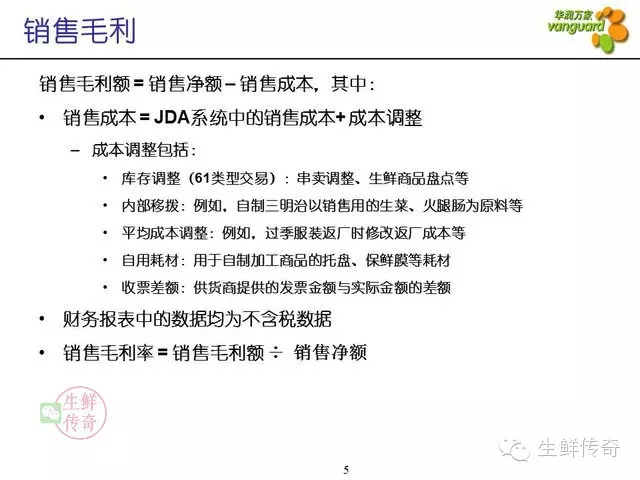 销售毛利
华润万家
vanguard
销售毛利额 = 销售净额 – 销售成本，其中：
• 销售成本 = JDA系统中的销售成本+ 成本调整
– 成本调整包括：
• 库存调整（61类型交易）：串卖调整、生鲜商品盘点等
• 内部移拨：例如，自制三明治以销售用的生菜、火腿肠为原料等
• 平均成本调整：例如，过季服装返厂时修改返厂成本等
• 自用耗材：用于自制加工商品的托盘、保鲜膜等耗材
• 收票差额：供货商提供的发票金额与实际金额的差额
• 财务报表中的数据均为不含税数据
• 销售毛利率 = 销售毛利额 ÷ 销售净额
生鲜
传奇
生鲜传奇
5